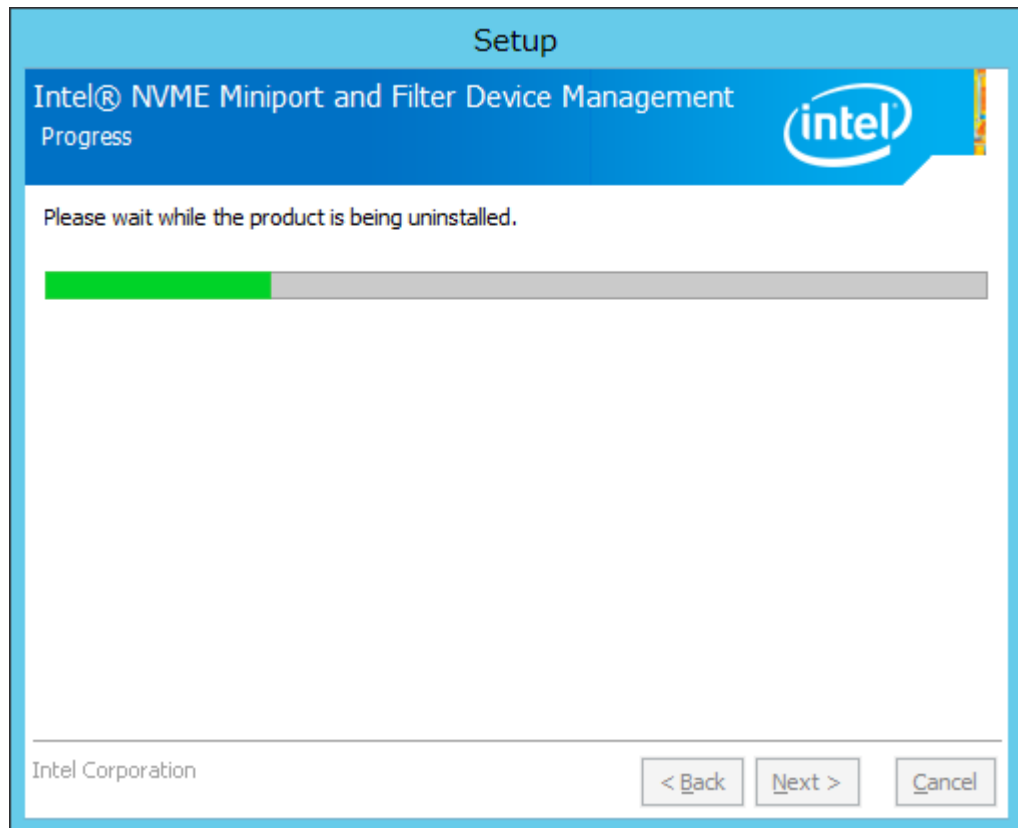 Setup
Intel® NVME Miniport and Filter Device Management
Progress
intel
Please wait while the product is being uninstalled.
Intel Corporation
< Back
Next >
Cancel